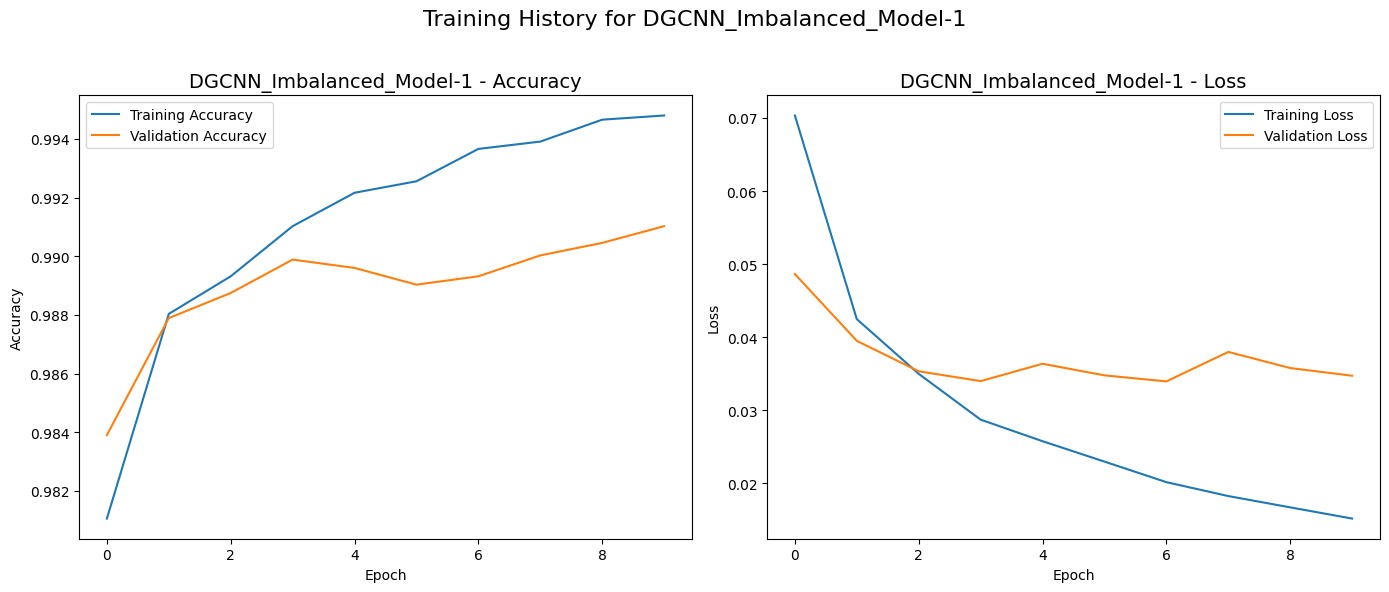 Training History for DGCNN_Imbalanced_Model-1
DGCNN_Imbalanced_Model-1 - Accuracy
Training Accuracy
Validation Accuracy
0.994
0.992
0.990
0.988
0.986
0.984
0.982
Accuracy
0
2
4
6
8
Epoch
DGCNN_Imbalanced_Model-1 - Loss
Training Loss
Validation Loss
0.07
0.06
0.05
0.04
0.03
0.02
Loss
0
2
4
6
8
Epoch